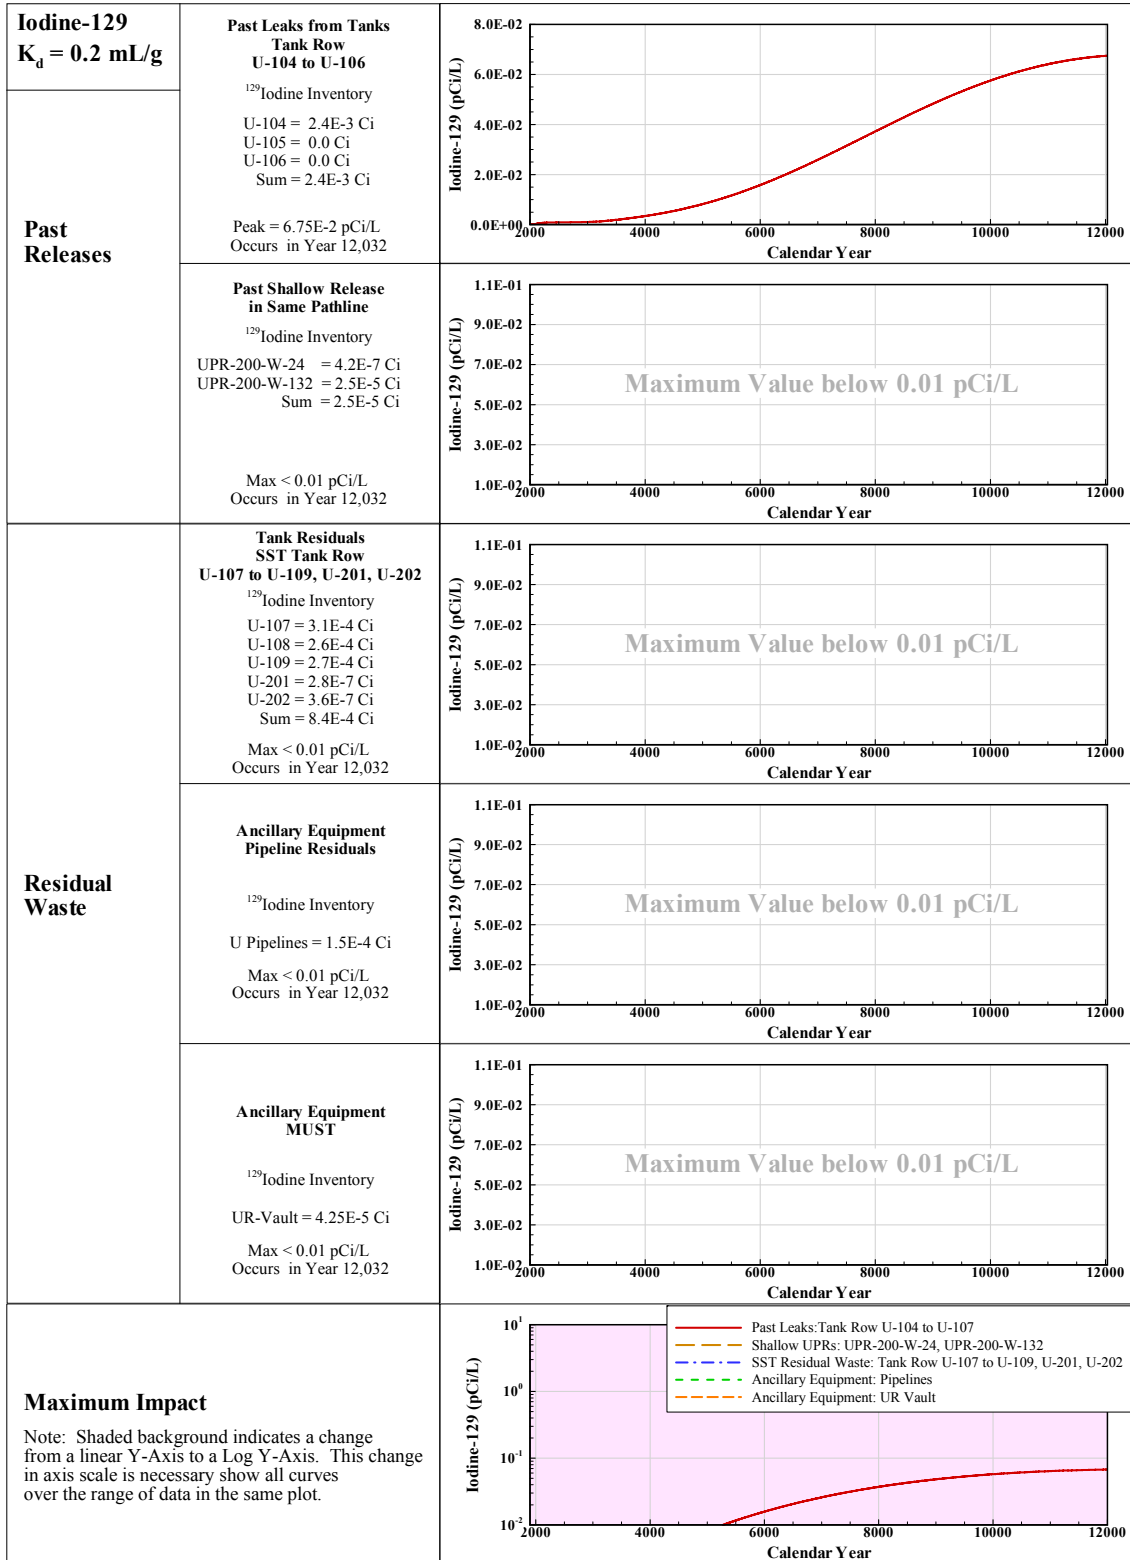 Iodine-129
K_d = 0.2 mL/g
Past Leaks from Tanks
Tank Row
U-104 to U-106
129Iodine Inventory
U-104 = 2.4E-3 Ci
U-105 = 0.0 Ci
U-106 = 0.0 Ci
Sum = 2.4E-3 Ci
Peak = 6.75E-2 pCi/L
Occurs in Year 12,032
Iodine-129 (pCi/L)
8.0E-02
6.0E-02
4.0E-02
2.0E-02
0.0E+00
2000 4000 6000 8000 10000 12000
Calendar Year
Past
Releases
Past Shallow Release
in Same Pathline
129Iodine Inventory
UPR-200-W-24 = 4.2E-7 Ci
UPR-200-W-132 = 2.5E-5 Ci
Sum = 2.5E-5 Ci
Max < 0.01 pCi/L
Occurs in Year 12,032
Iodine-129 (pCi/L)
1.1E-01
9.0E-02
7.0E-02
5.0E-02
3.0E-02
1.0E-02
Maximum Value below 0.01 pCi/L
2000 4000 6000 8000 10000 12000
Calendar Year
Residual
Waste
Tank Residuals
SST Tank Row
U-107 to U-109, U-201, U-202
129Iodine Inventory
U-107 = 3.1E-4 Ci
U-108 = 2.6E-4 Ci
U-109 = 2.7E-4 Ci
U-201 = 2.8E-7 Ci
U-202 = 3.6E-7 Ci
Sum = 8.4E-4 Ci
Max < 0.01 pCi/L
Occurs in Year 12,032
Iodine-129 (pCi/L)
1.1E-01
9.0E-02
7.0E-02
5.0E-02
3.0E-02
1.0E-02
Maximum Value below 0.01 pCi/L
2000 4000 6000 8000 10000 12000
Calendar Year
Ancillary Equipment
Pipeline Residuals
129Iodine Inventory
U Pipelines = 1.5E-4 Ci
Max < 0.01 pCi/L
Occurs in Year 12,032
Iodine-129 (pCi/L)
1.1E-01
9.0E-02
7.0E-02
5.0E-02
3.0E-02
1.0E-02
Maximum Value below 0.01 pCi/L
2000 4000 6000 8000 10000 12000
Calendar Year
Ancillary Equipment
MUST
129Iodine Inventory
UR-Vault = 4.25E-5 Ci
Max < 0.01 pCi/L
Occurs in Year 12,032
Iodine-129 (pCi/L)
1.1E-01
9.0E-02
7.0E-02
5.0E-02
3.0E-02
1.0E-02
Maximum Value below 0.01 pCi/L
2000 4000 6000 8000 10000 12000
Calendar Year
Maximum Impact
Note: Shaded background indicates a change
from a linear Y-Axis to a Log Y-Axis. This change
in axis scale is necessary show all curves
over the range of data in the same plot.
Iodine-129 (pCi/L)
10^1
10^0
10^-1
10^-2
Past Leaks:Tank Row U-104 to U-107
Shallow UPRs: UPR-200-W-24, UPR-200-W-132
SST Residual Waste: Tank Row U-107 to U-109, U-201, U-202
Ancillary Equipment: Pipelines
Ancillary Equipment: UR Vault
2000 4000 6000 8000 10000 12000
Calendar Year